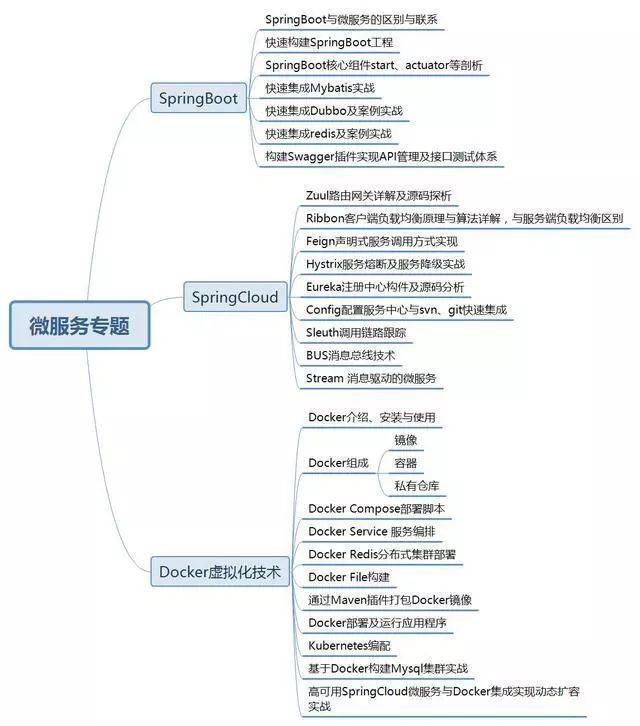 微服务专题
SpringBoot
SpringBoot与微服务的区别与联系
快速构建SpringBoot工程
SpringBoot核心组件start、actuator等剖析
快速集成Mybatis实战
快速集成Dubbo及案例实战
快速集成redis及案例实战
构建Swagger插件实现API管理及接口测试体系
SpringCloud
Zuul路由网关详解及源码探析
Ribbon客户端负载均衡原理与算法详解，与服务端负载均衡区别
Feign声明式服务调用方式实现
Hystrix服务熔断及服务降级实战
Eureka注册中心构件及源码分析
Config配置服务中心与svn、git快速集成
Sleuth调用链路跟踪
BUS消息总线技术
Stream 消息驱动的微服务
Docker虚拟化技术
Docker介绍、安装与使用
Docker组成
镜像
容器
私有仓库
Docker Compose部署脚本
Docker Service 服务编排
Docker Redis分布式集群部署
Docker File构建
通过Maven插件打包Docker镜像
Docker部署及运行应用程序
Kubernetes编配
基于Docker构建Mysql集群实战
高可用SpringCloud微服务与Docker集成实现动态扩容
实战